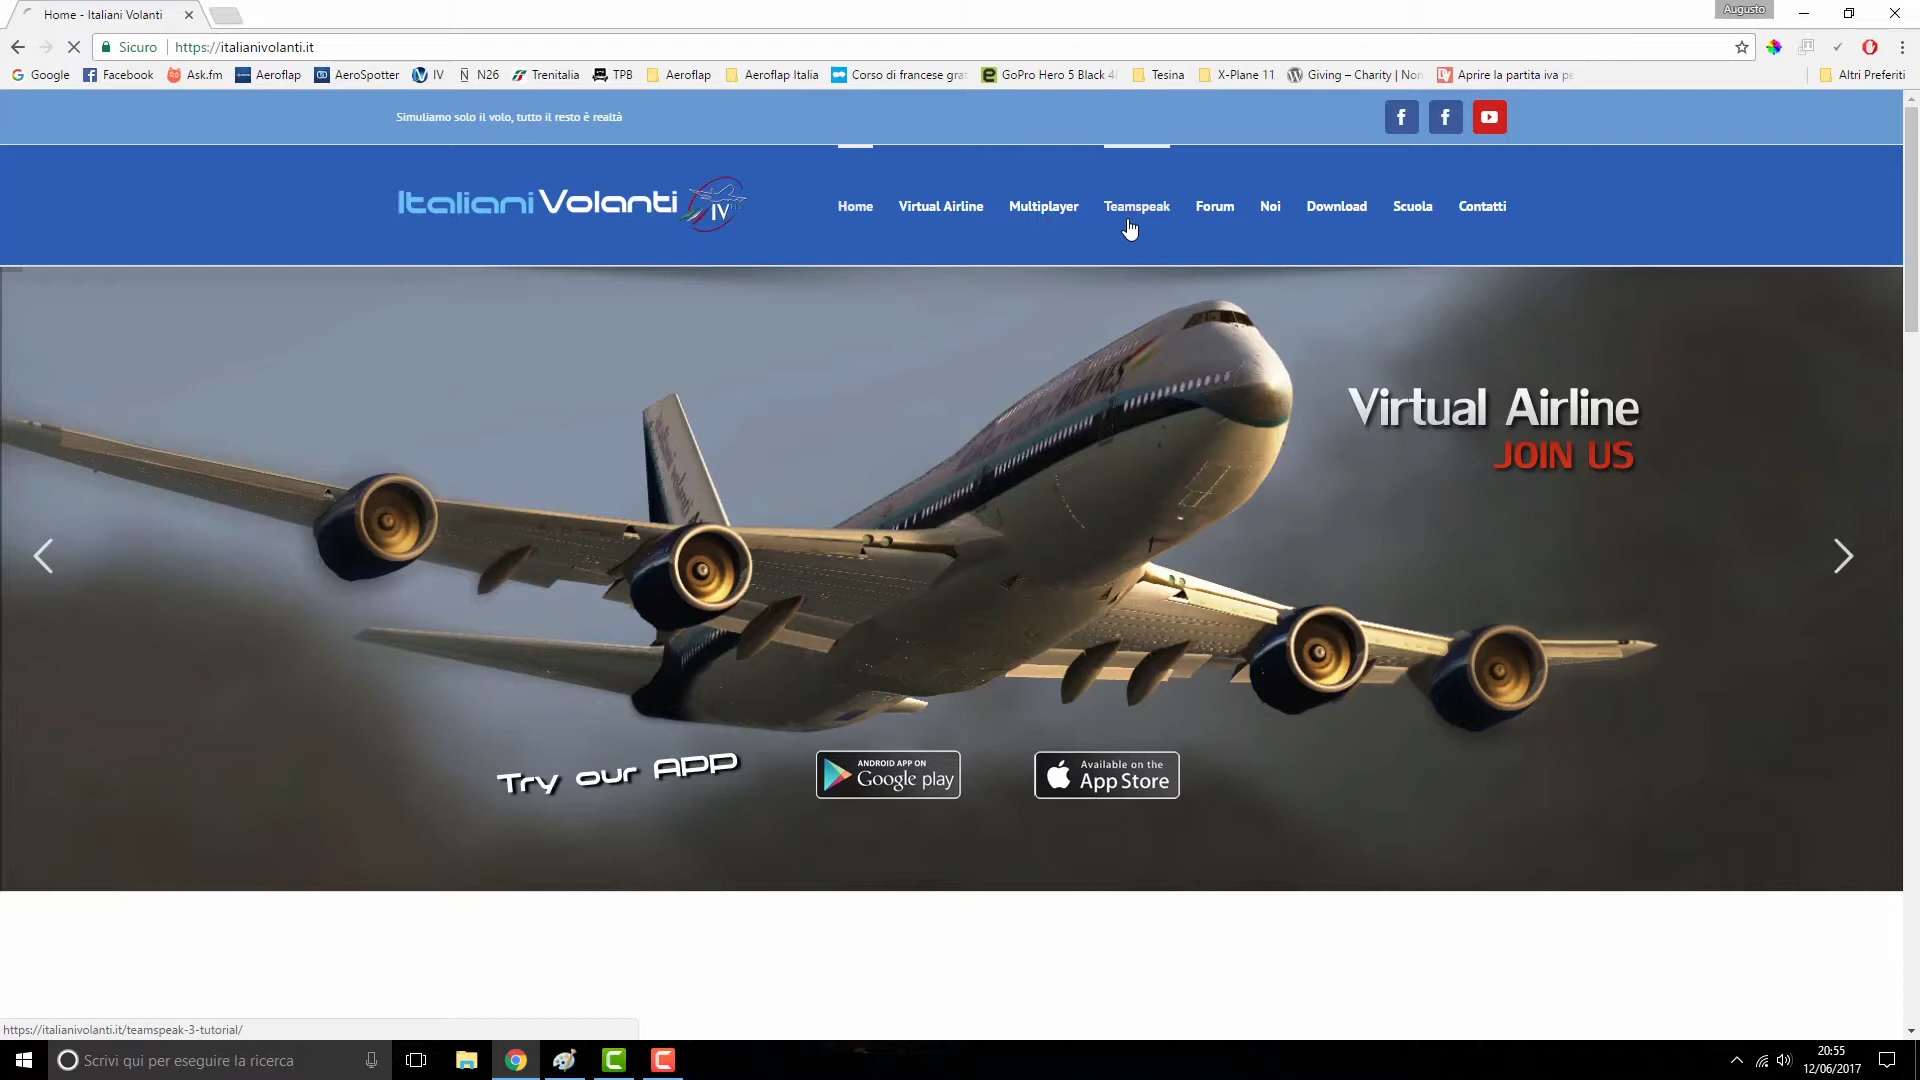 Home - Italiani Volanti
Augusto
Sicuro
https://italianivolanti.it
Google
Facebook
Ask.fm
Aeroflap
AeroSpotter
IV
N26
Trenitalia
TPB
Aeroflap
Aeroflap Italia
Corso di francese gra
GoPro Hero 5 Black 4
Tesina
X-Plane 11
Giving – Charity | Non
Aprire la partita iva pe
Altri Preferiti
Simuliamo solo il volo, tutto il resto è realtà
Italiani Volanti
IV
Home
Virtual Airline
Multiplayer
Teamspeak
Forum
Noi
Download
Scuola
Contatti
Virtual Airline
JOIN US
Try our APP
ANDROID APP ON
Google play
Available on the
App Store
https://italianivolanti.it/teamspeak-3-tutorial/
Scrivi qui per eseguire la ricerca
20:55
12/06/2017